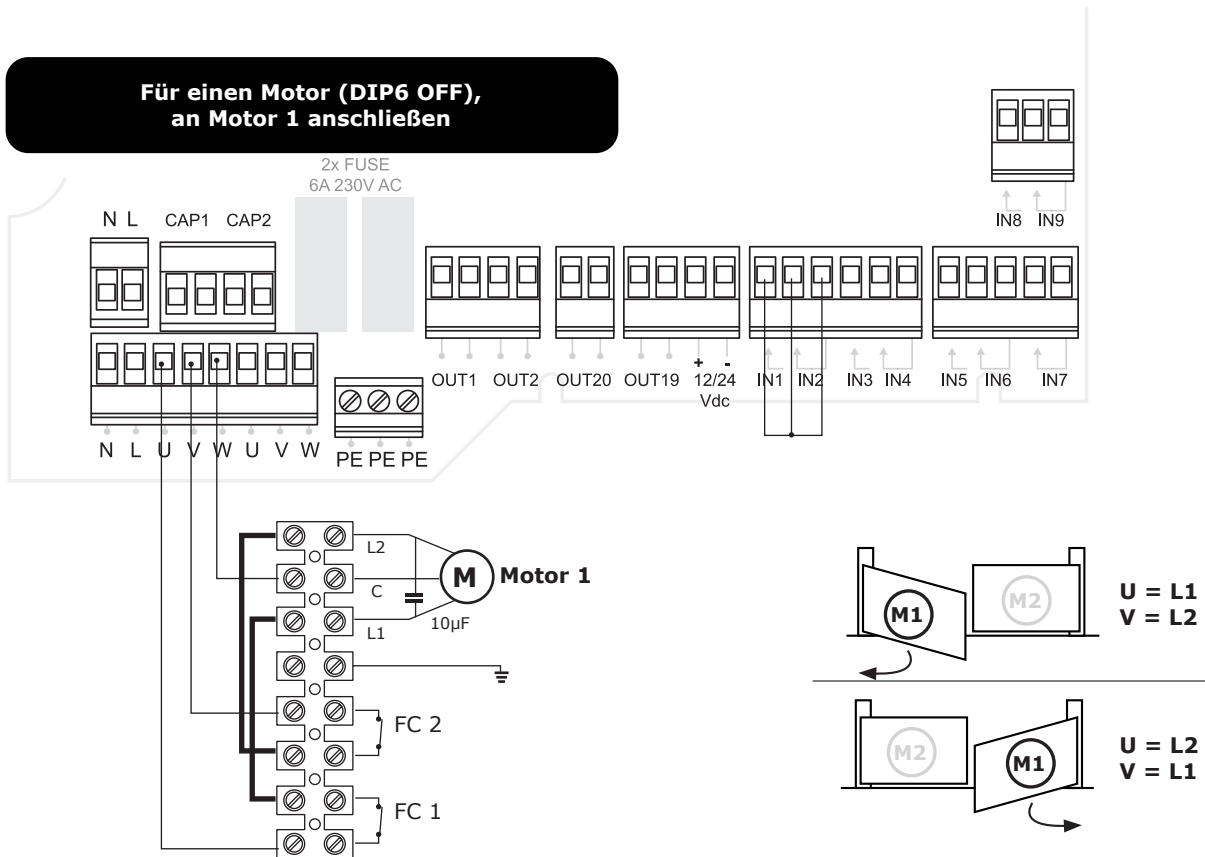 Für einen Motor (DIP6 OFF),
an Motor 1 anschließen
2x FUSE
6A 230V AC
N L CAP1 CAP2
IN8 IN9
OUT1 OUT2 OUT20 OUT19 + - 12/24 Vdc IN1 IN2 IN3 IN4 IN5 IN6 IN7
N L U V W U V W
PE PE PE
L2
C
M Motor 1
L1
10µF
FC 2
FC 1
M1 M2
U = L1
V = L2
M2 M1
U = L2
V = L1